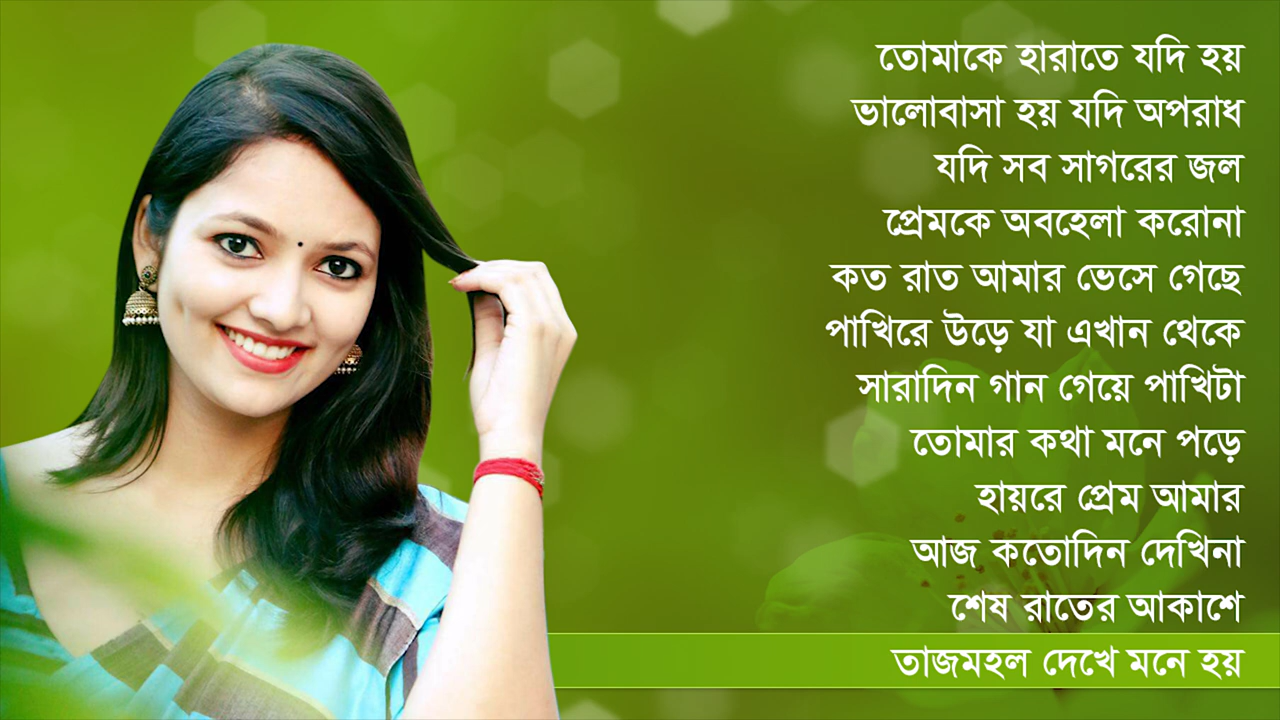 তোমাকে হারাতে যদি হয়
ভালোবাসা হয় যদি অপরাধ
যদি সব সাগরের জল
প্রেমকে অবহেলা করোনা
কত রাত আমার ভেসে গেছে
পাখিরে উড়ে যা এখান থেকে
সারাদিন গান গেয়ে পাখিটা
তোমার কথা মনে পড়ে
হায়রে প্রেম আমার
আজ কতোদিন দেখিনা
শেষ রাতের আকাশে
তাজমহল দেখে মনে হয়